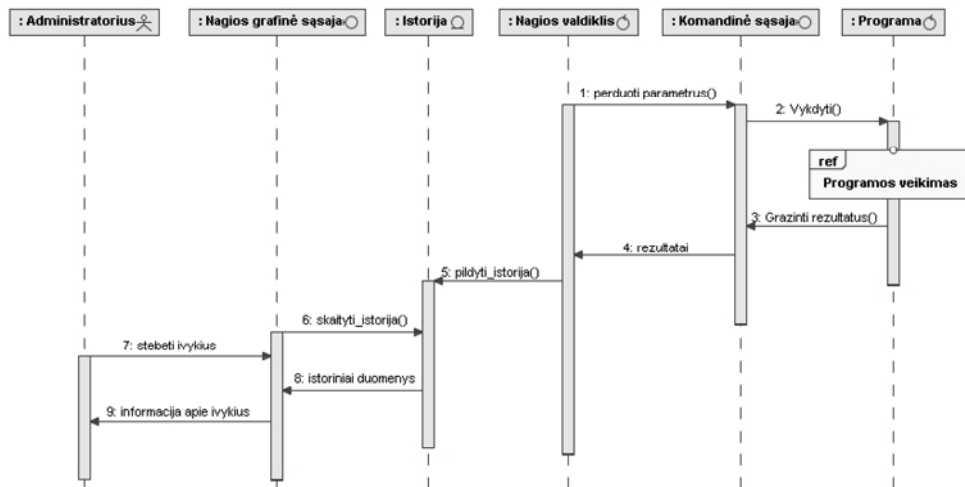 : Administratorius
: Nagios grafinė sąsaja
: Istorija
: Nagios valdiklis
: Komandinė sąsaja
: Programa
1: perduoti parametrus()
2: Vykdyti()
ref
Programos veikimas
3: Grazinti rezultatus()
4: rezultatai
5: pildyti_istorija()
6: skaityti_istorija()
7: stebeti ivykius
8: istoriniai duomenys
9: informacija apie ivykius